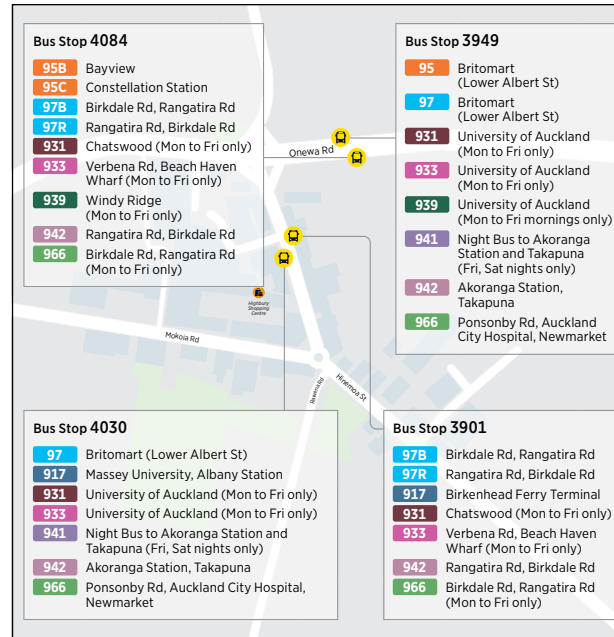 Bus Stop 4084
95B Bayview
95C Constellation Station
97B Birkdale Rd, Rangatira Rd
97R Rangatira Rd, Birkdale Rd
931 Chatswood (Mon to Fri only)
933 Verbena Rd, Beach Haven
Wharf (Mon to Fri only)
939 Windy Ridge
(Mon to Fri only)
942 Rangatira Rd, Birkdale Rd
966 Birkdale Rd, Rangatira Rd
(Mon to Fri only)
Bus Stop 3949
95 Britomart
(Lower Albert St)
97 Britomart
(Lower Albert St)
931 University of Auckland
(Mon to Fri only)
933 University of Auckland
(Mon to Fri only)
939 University of Auckland
(Mon to Fri mornings only)
941 Night Bus to Akoranga
Station and Takapuna
(Fri, Sat nights only)
942 Akoranga Station,
Takapuna
966 Ponsonby Rd, Auckland
City Hospital, Newmarket
Onewa Rd
Highbury
Shopping
Centre
Mokoia Rd
Rawene Rd
Hinemoa St
Bus Stop 4030
97 Britomart (Lower Albert St)
917 Massey University, Albany Station
931 University of Auckland (Mon to Fri only)
933 University of Auckland (Mon to Fri only)
941 Night Bus to Akoranga Station and
Takapuna (Fri, Sat nights only)
942 Akoranga Station, Takapuna
966 Ponsonby Rd, Auckland City Hospital,
Newmarket
Bus Stop 3901
97B Birkdale Rd, Rangatira Rd
97R Rangatira Rd, Birkdale Rd
917 Birkenhead Ferry Terminal
931 Chatswood (Mon to Fri only)
933 Verbena Rd, Beach Haven
Wharf (Mon to Fri only)
942 Rangatira Rd, Birkdale Rd
966 Birkdale Rd, Rangatira Rd
(Mon to Fri only)